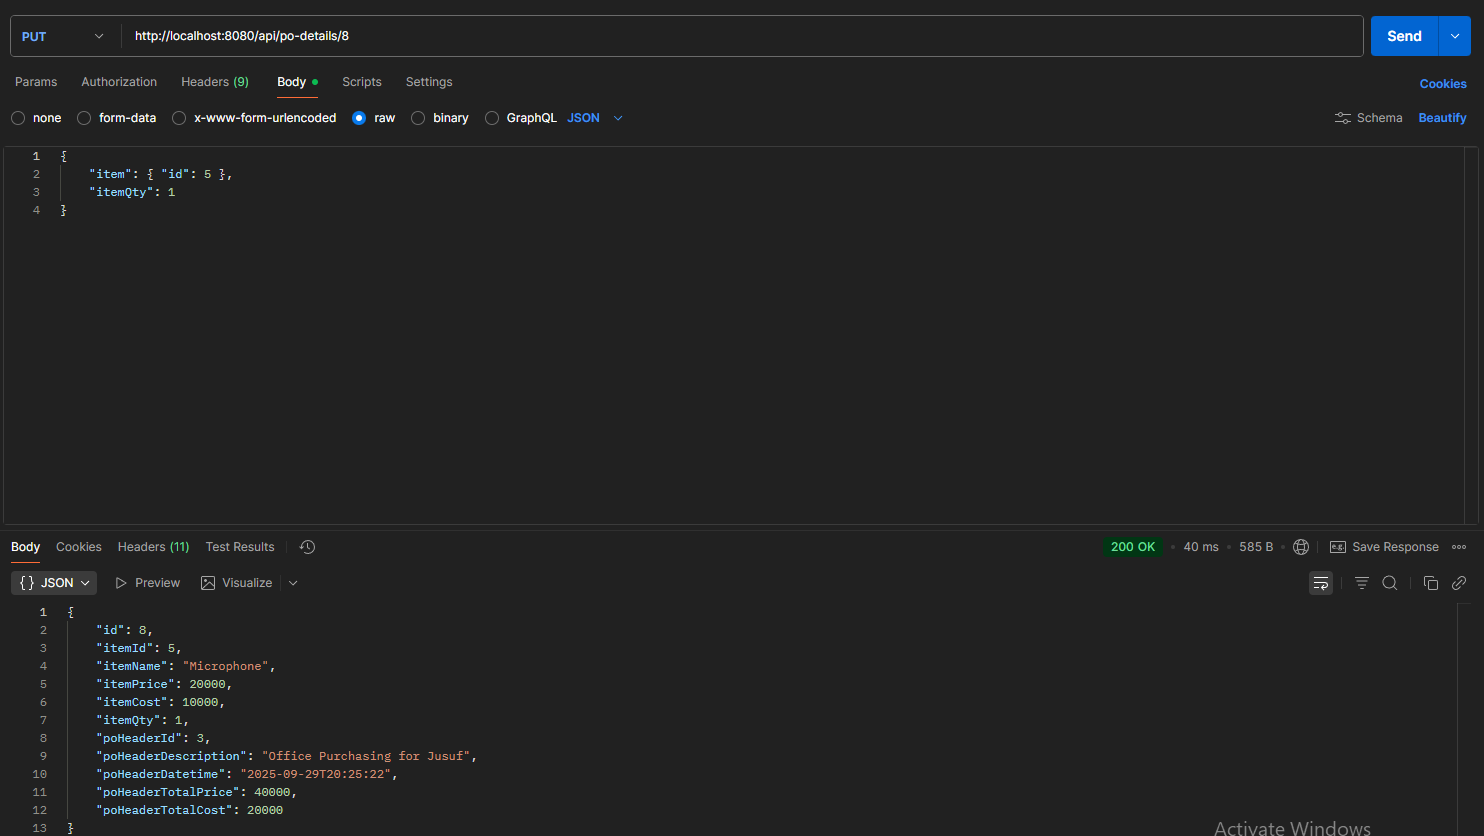 PUT http://localhost:8080/api/po-details/8 Send
Params Authorization Headers (9) Body Scripts Settings Cookies
none form-data x-www-form-urlencoded raw binary GraphQL JSON Schema Beautify
1 {
2 "item": { "id": 5 },
3 "itemQty": 1
4 }
Body Cookies Headers (11) Test Results 200 OK • 40 ms • 585 B • e.g. Save Response
{} JSON Preview Visualize
1 {
2 "id": 8,
3 "itemId": 5,
4 "itemName": "Microphone",
5 "itemPrice": 20000,
6 "itemCost": 10000,
7 "itemQty": 1,
8 "poHeaderId": 3,
9 "poHeaderDescription": "Office Purchasing for Jusuf",
10 "poHeaderDatetime": "2025-09-29T20:25:22",
11 "poHeaderTotalPrice": 40000,
12 "poHeaderTotalCost": 20000
13 }
Activate Windows